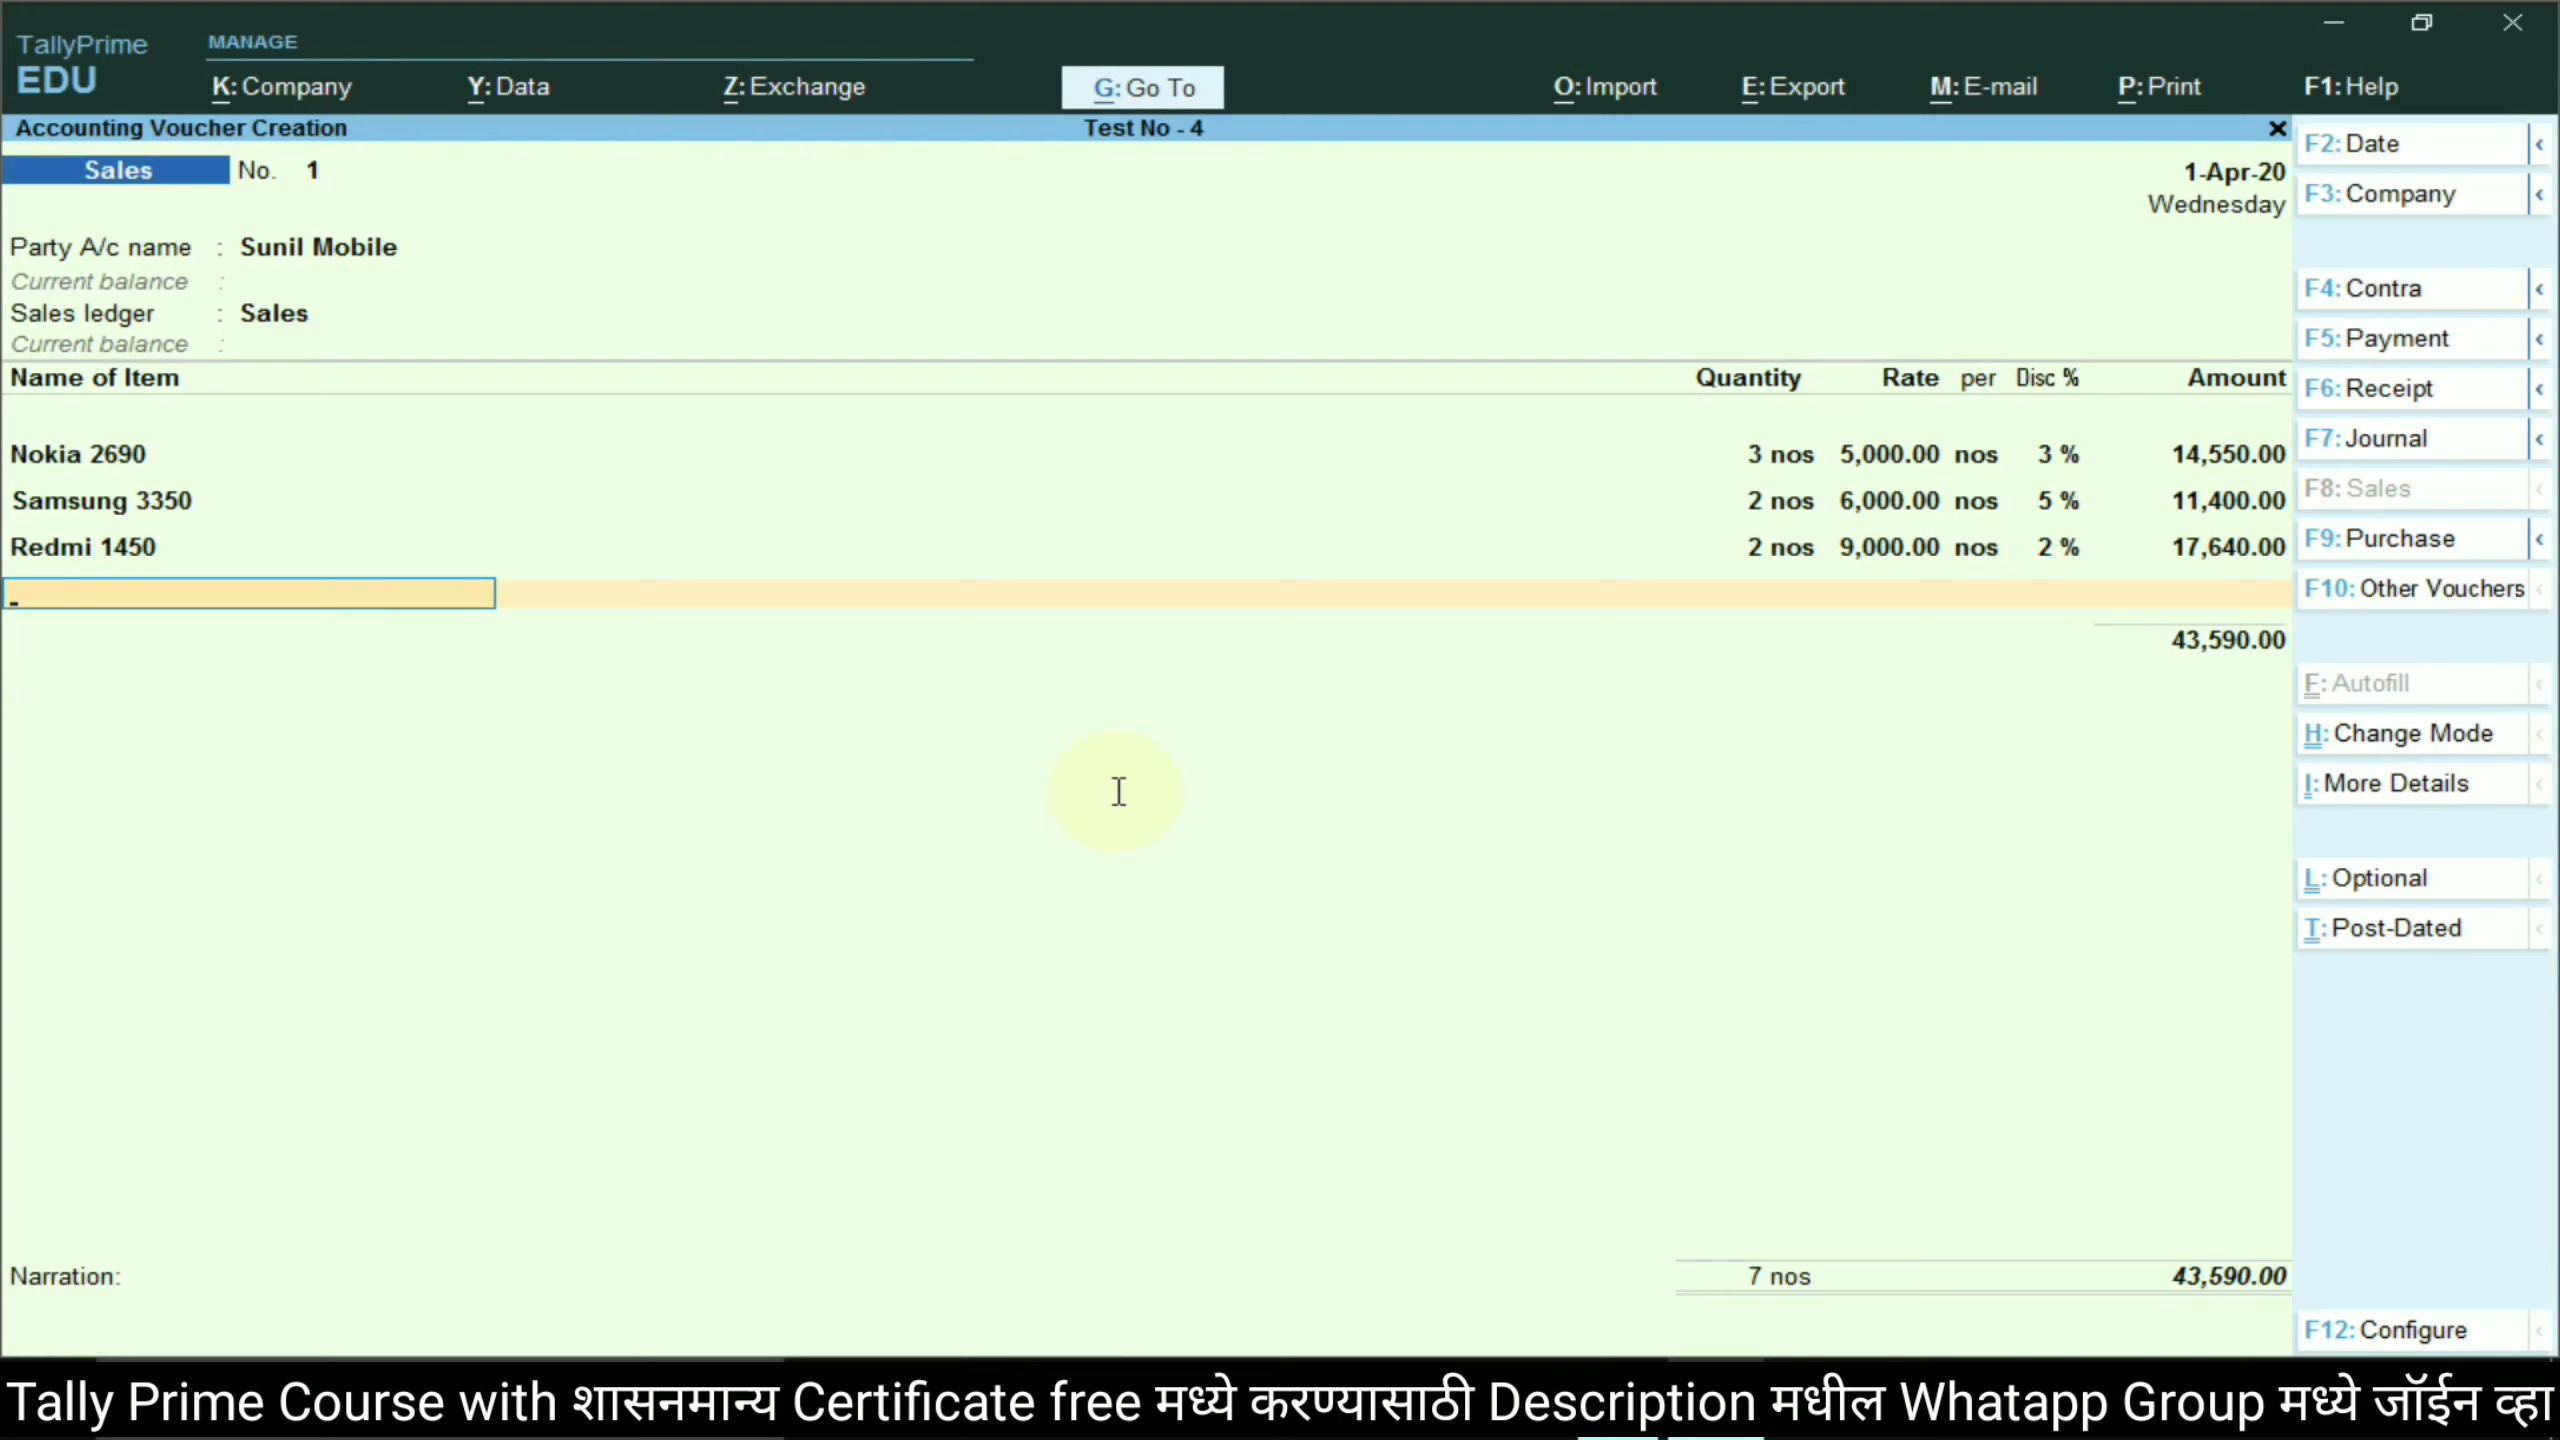 TallyPrime
EDU
MANAGE
K: Company Y: Data Z: Exchange G: Go To O: Import E: Export M: E-mail P: Print F1: Help
Accounting Voucher Creation Test No - 4
Sales No. 1 1-Apr-20
Wednesday
Party A/c name : Sunil Mobile
Current balance :
Sales ledger : Sales
Current balance :
Name of Item Quantity Rate per Disc % Amount
Nokia 2690 3 nos 5,000.00 nos 3 % 14,550.00
Samsung 3350 2 nos 6,000.00 nos 5 % 11,400.00
Redmi 1450 2 nos 9,000.00 nos 2 % 17,640.00
43,590.00
Narration: 7 nos 43,590.00
F2: Date
F3: Company
F4: Contra
F5: Payment
F6: Receipt
F7: Journal
F8: Sales
F9: Purchase
F10: Other Vouchers
F: Autofill
H: Change Mode
I: More Details
L: Optional
T: Post-Dated
F12: Configure
Tally Prime Course with शासनमान्य Certificate free मध्ये करण्यासाठी Description मधील Whatapp Group मध्ये जॉईन व्हा